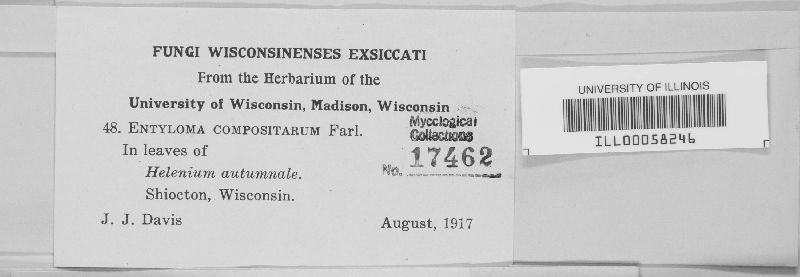 FUNGI WISCONSINENSES EXSICCATI
From the Herbarium of the
University of Wisconsin, Madison, Wisconsin
48. ENTYLOMA COMPOSITARUM Farl.
In leaves of
Helenium autumnale.
Shiocton, Wisconsin.
J. J. Davis
August, 1917
Mycological
Collections
No. 17462
UNIVERSITY OF ILLINOIS
ILL00058246